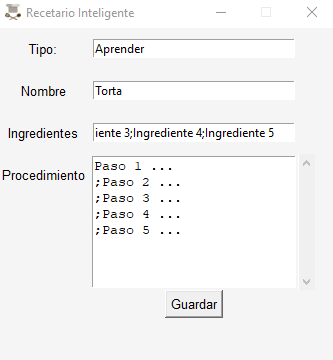 Recetario Inteligente
Tipo: Aprender
Nombre Torta
Ingredientes iente 3;Ingrediente 4;Ingrediente 5
Procedimiento Paso 1 ...
;Paso 2 ...
;Paso 3 ...
;Paso 4 ...
;Paso 5 ...
Guardar